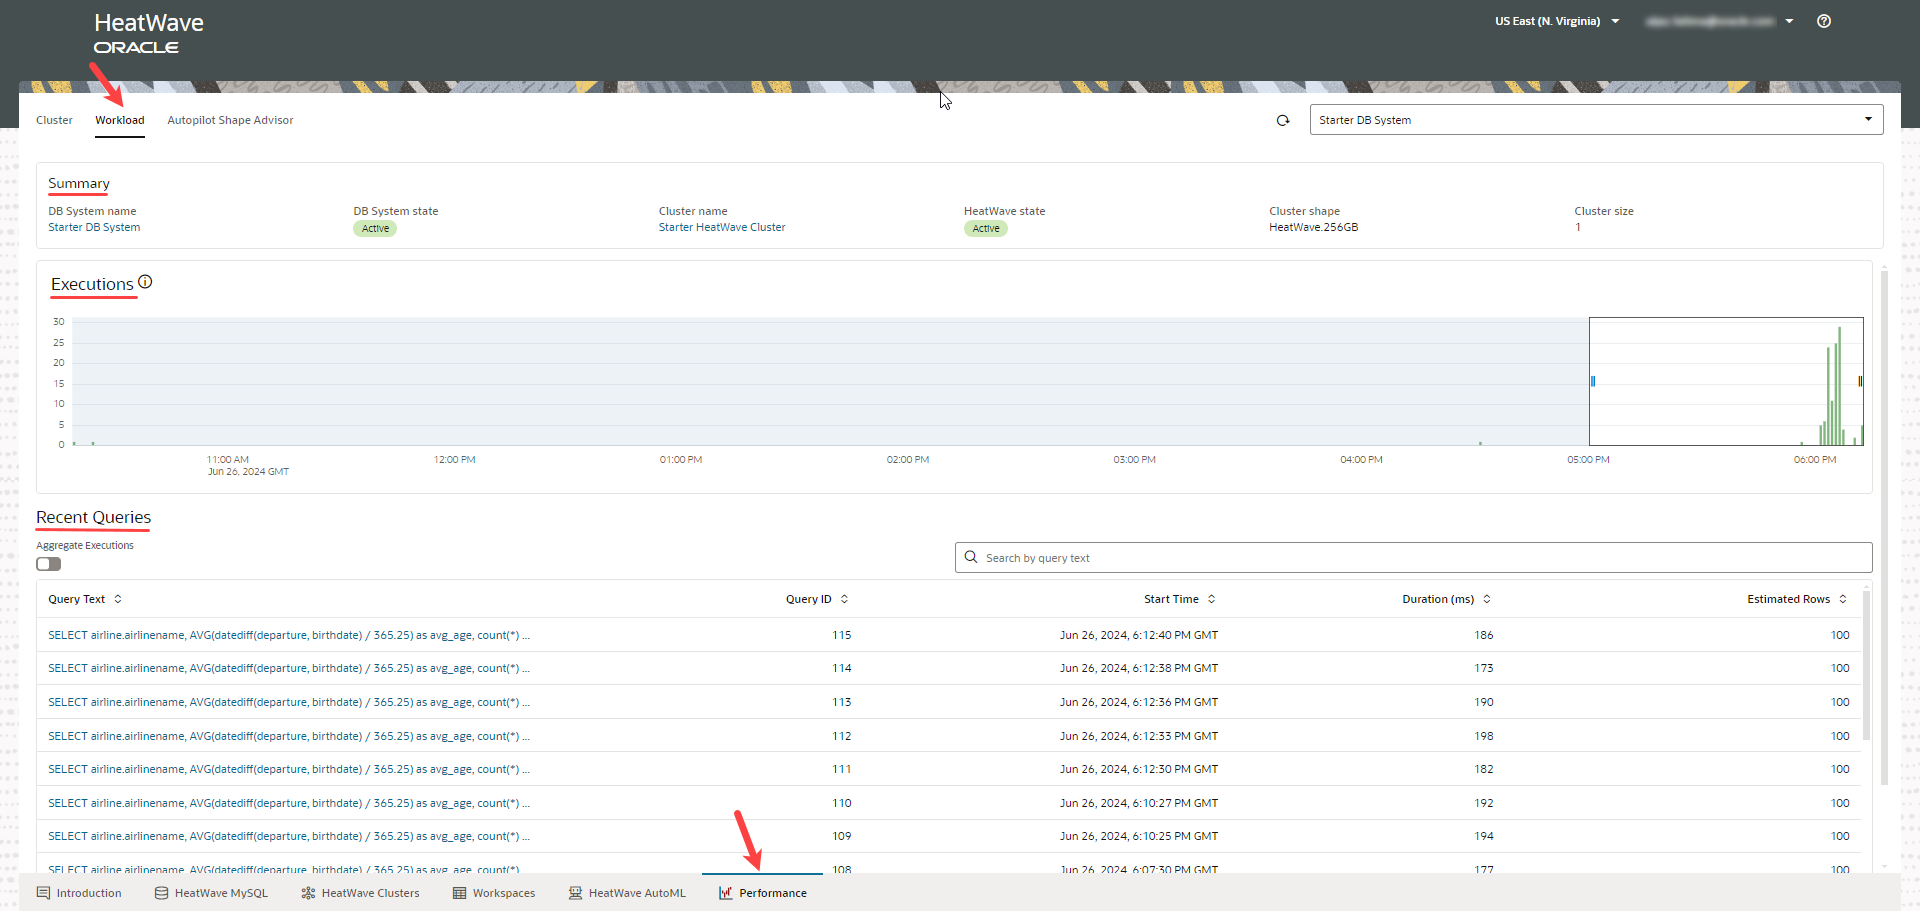 HeatWave
ORACLE
US East (N. Virginia)
Cluster Workload Autopilot Shape Advisor
Starter DB System
Summary
DB System name DB System state Cluster name HeatWave state Cluster shape Cluster size
Starter DB System Active Starter HeatWave Cluster Active HeatWave.256GB 1
Executions
30
25
20
15
10
5
0
11:00 AM 12:00 PM 01:00 PM 02:00 PM 03:00 PM 04:00 PM 05:00 PM 06:00 PM
Jun 26, 2024 GMT
Recent Queries
Aggregate Executions
Search by query text
Query Text Query ID Start Time Duration (ms) Estimated Rows
SELECT airline.airlinename, AVG(datediff(departure, birthdate) / 365.25) as avg_age, count(*) ... 115 Jun 26, 2024, 6:12:40 PM GMT 186 100
SELECT airline.airlinename, AVG(datediff(departure, birthdate) / 365.25) as avg_age, count(*) ... 114 Jun 26, 2024, 6:12:38 PM GMT 173 100
SELECT airline.airlinename, AVG(datediff(departure, birthdate) / 365.25) as avg_age, count(*) ... 113 Jun 26, 2024, 6:12:36 PM GMT 190 100
SELECT airline.airlinename, AVG(datediff(departure, birthdate) / 365.25) as avg_age, count(*) ... 112 Jun 26, 2024, 6:12:33 PM GMT 198 100
SELECT airline.airlinename, AVG(datediff(departure, birthdate) / 365.25) as avg_age, count(*) ... 111 Jun 26, 2024, 6:12:30 PM GMT 182 100
SELECT airline.airlinename, AVG(datediff(departure, birthdate) / 365.25) as avg_age, count(*) ... 110 Jun 26, 2024, 6:10:27 PM GMT 192 100
SELECT airline.airlinename, AVG(datediff(departure, birthdate) / 365.25) as avg_age, count(*) ... 109 Jun 26, 2024, 6:10:25 PM GMT 194 100
SELECT airline.airlinename, AVG(datediff(departure, birthdate) / 365.25) as avg_age, count(*) ... 108 Jun 26, 2024, 6:07:30 PM GMT 177 100
Introduction HeatWave MySQL HeatWave Clusters Workspaces HeatWave AutoML Performance